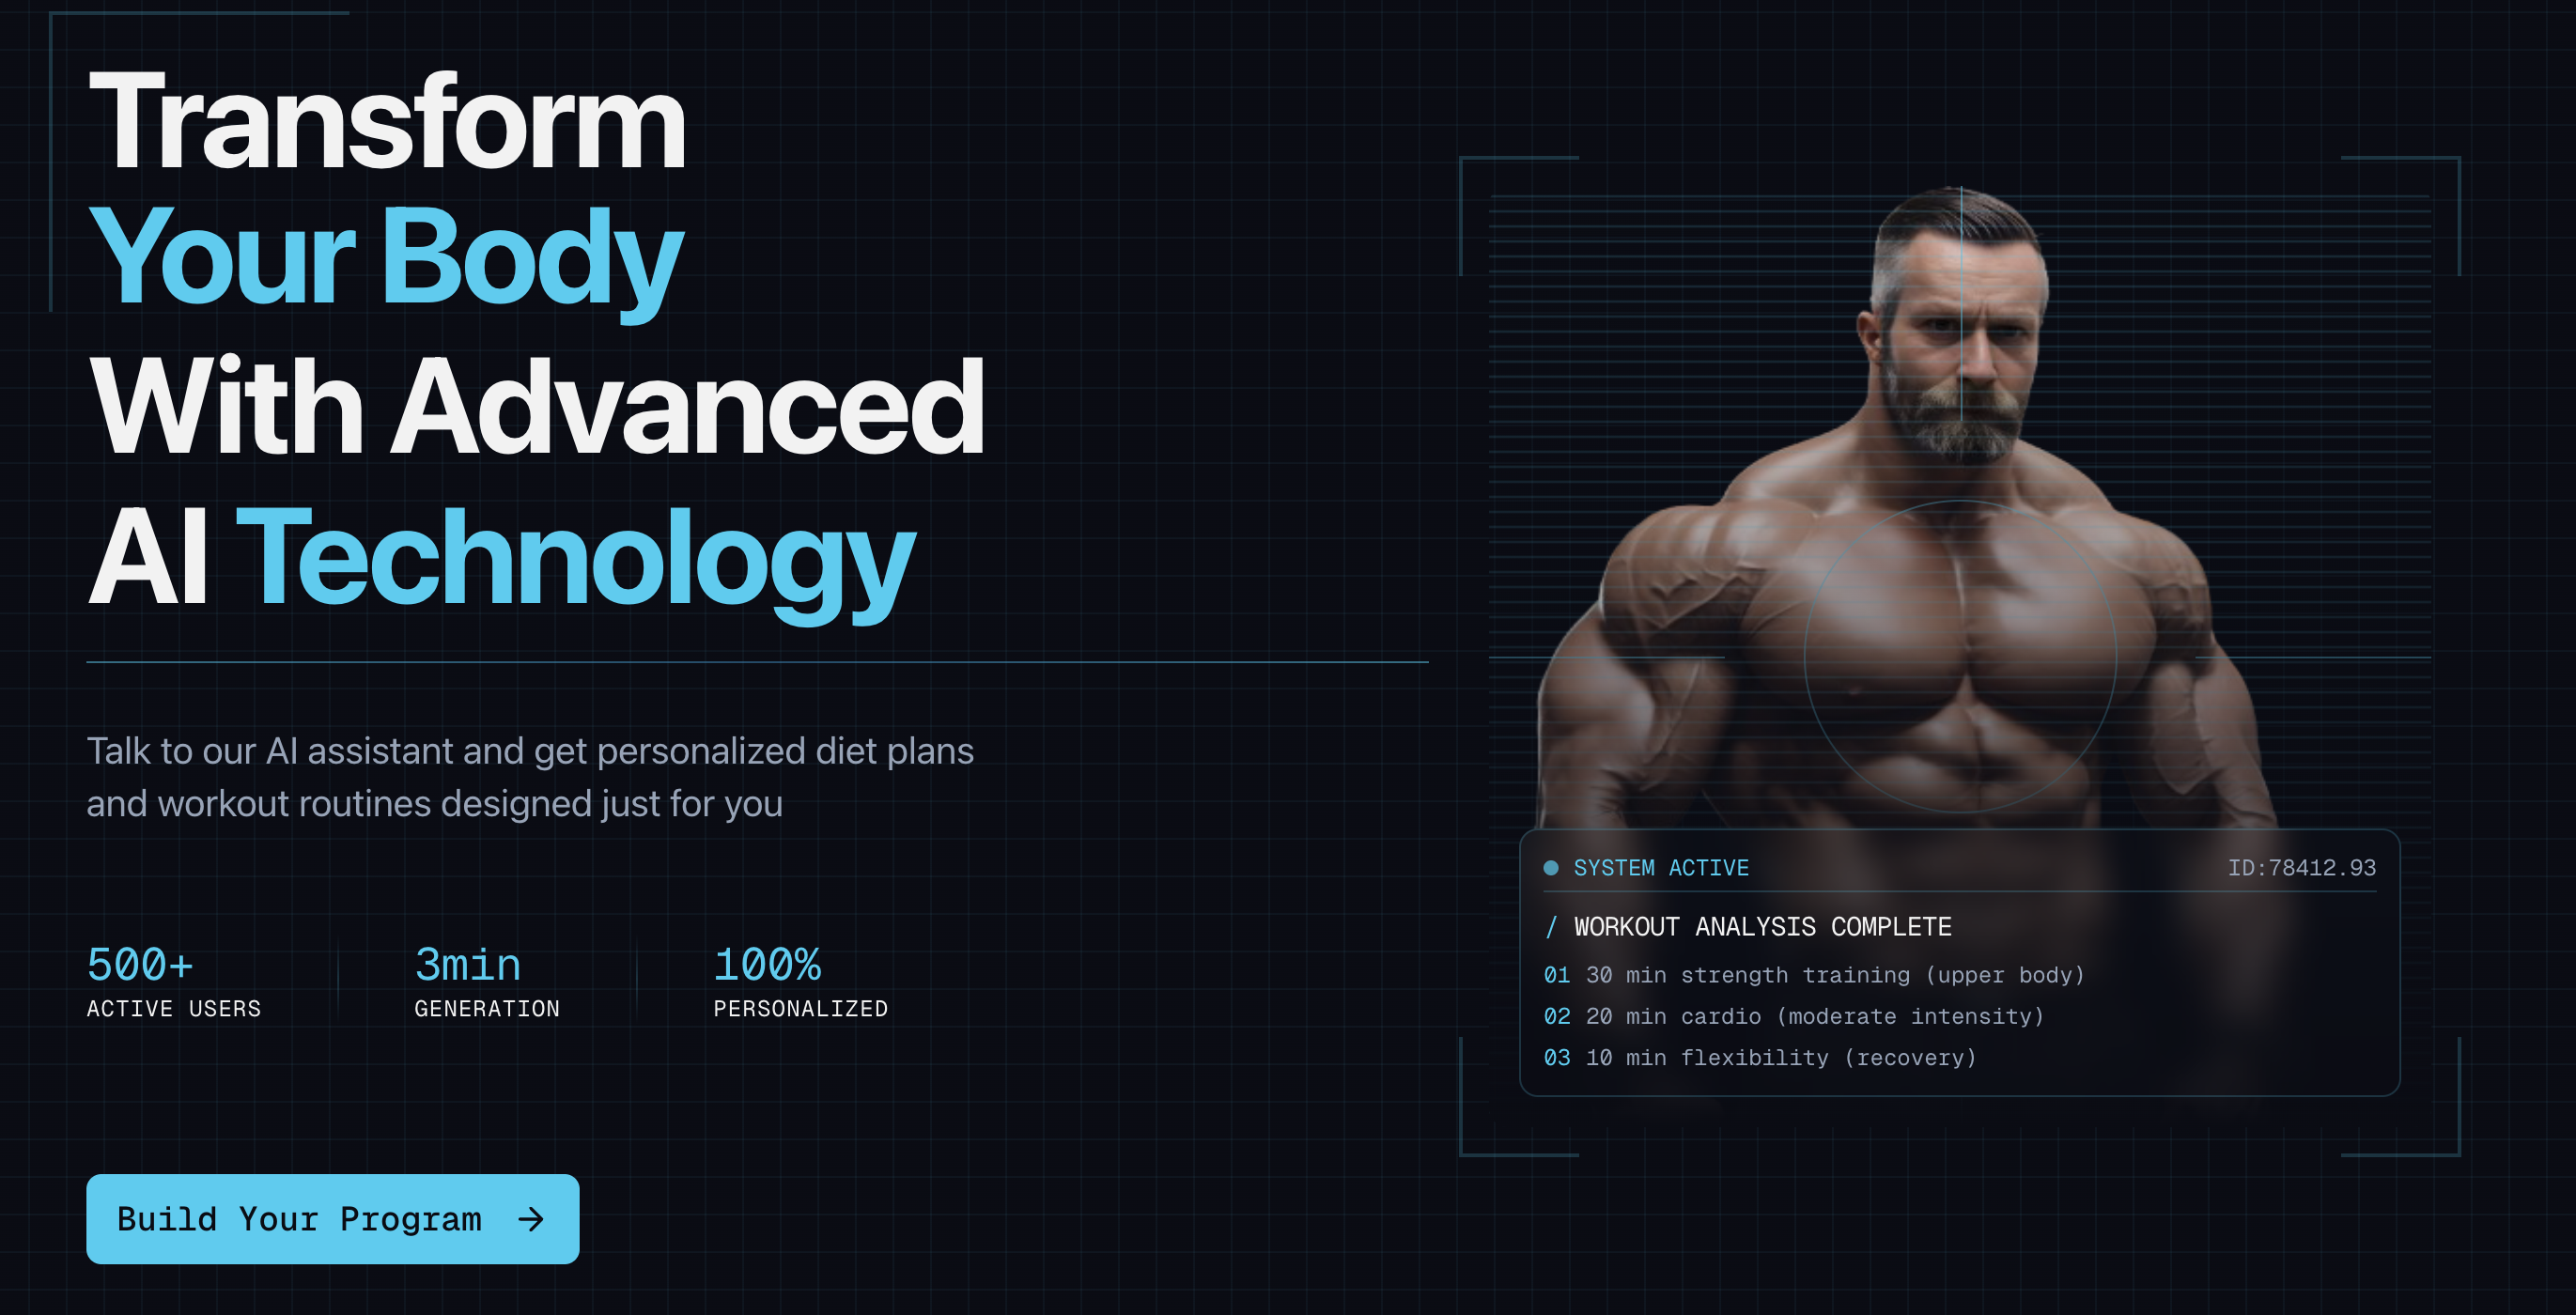 Transform
Your Body
With Advanced
AI Technology
Talk to our AI assistant and get personalized diet plans
and workout routines designed just for you
500+
ACTIVE USERS
3min
GENERATION
100%
PERSONALIZED
Build Your Program →
SYSTEM ACTIVE
ID:78412.93
/ WORKOUT ANALYSIS COMPLETE
01 30 min strength training (upper body)
02 20 min cardio (moderate intensity)
03 10 min flexibility (recovery)